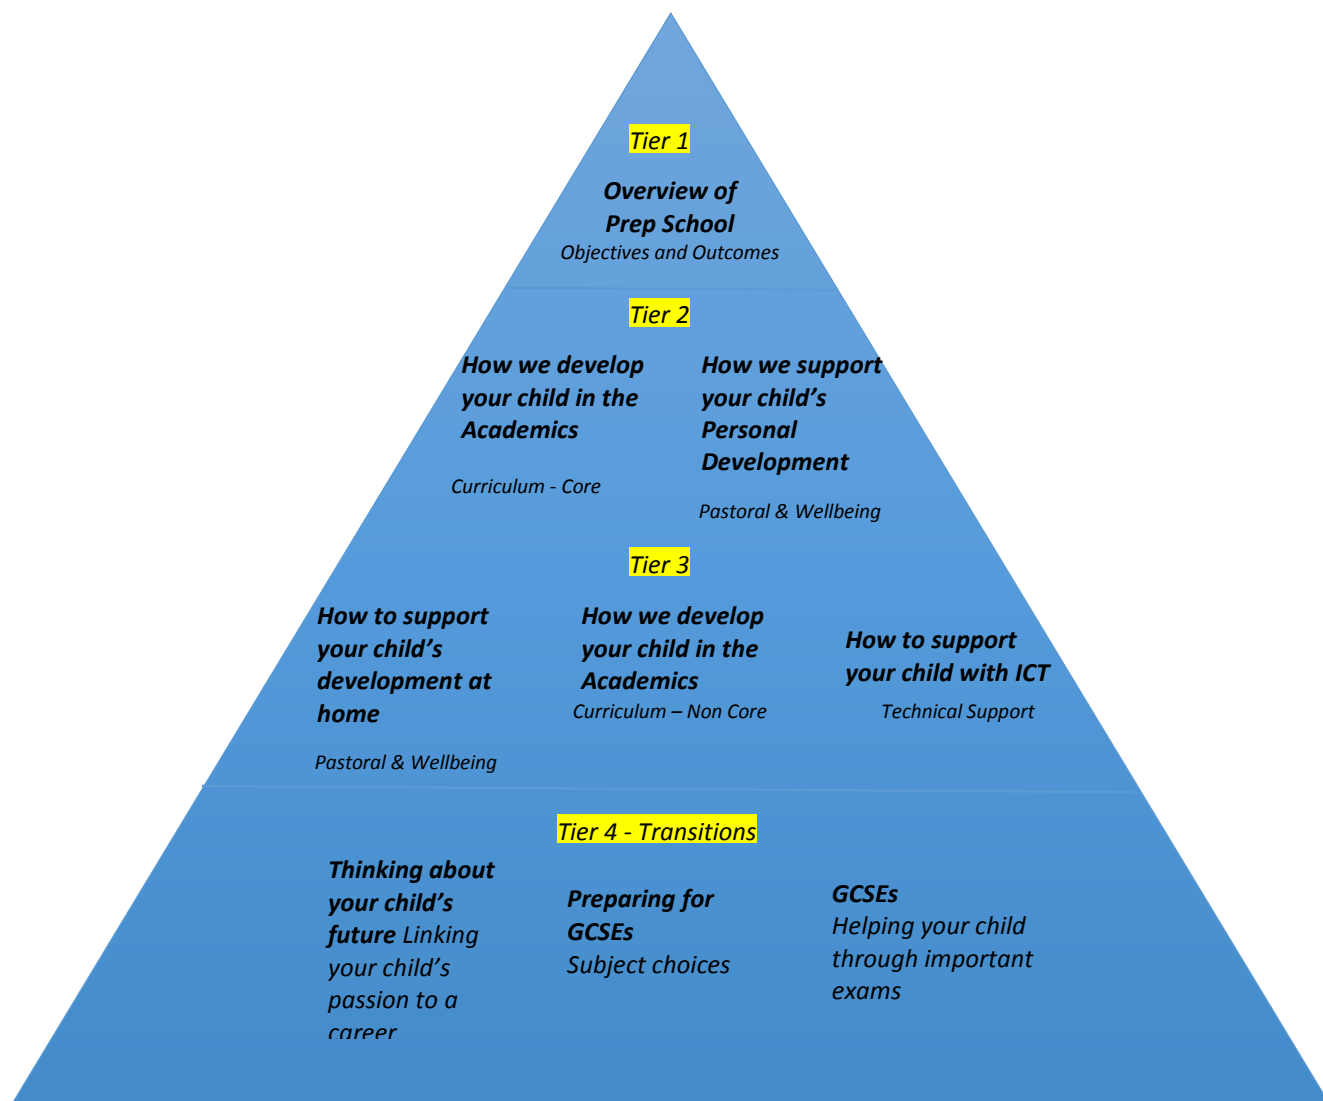 Tier 1
Overview of
Prep School
Objectives and Outcomes
Tier 2
How we develop
your child in the
Academics
Curriculum - Core
How we support
your child’s
Personal
Development
Pastoral & Wellbeing
Tier 3
How to support
your child’s
development at
home
Pastoral & Wellbeing
How we develop
your child in the
Academics
Curriculum – Non Core
How to support
your child with ICT
Technical Support
Tier 4 - Transitions
Thinking about
your child’s
future Linking
your child’s
passion to a
career
Preparing for
GCSEs
Subject choices
GCSEs
Helping your child
through important
exams